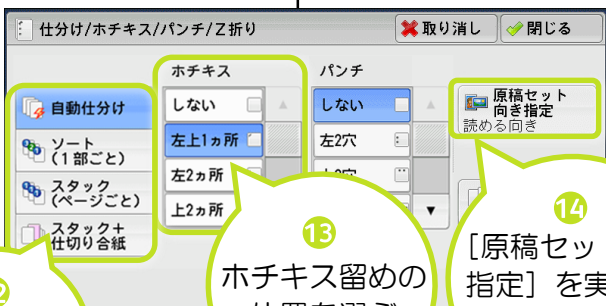 仕分け/ホチキス/パンチ/Z折り
取り消し
閉じる
ホチキス
パンチ
自動仕分け
ソート
(1部ごと)
スタック
(ページごと)
スタック+
仕切り合紙
しない
左上1ヵ所
左2ヵ所
上2ヵ所
しない
左2穴
原稿セット
向き指定
読める向き
13
ホチキス留めの
14
[原稿セッ
指定]を実